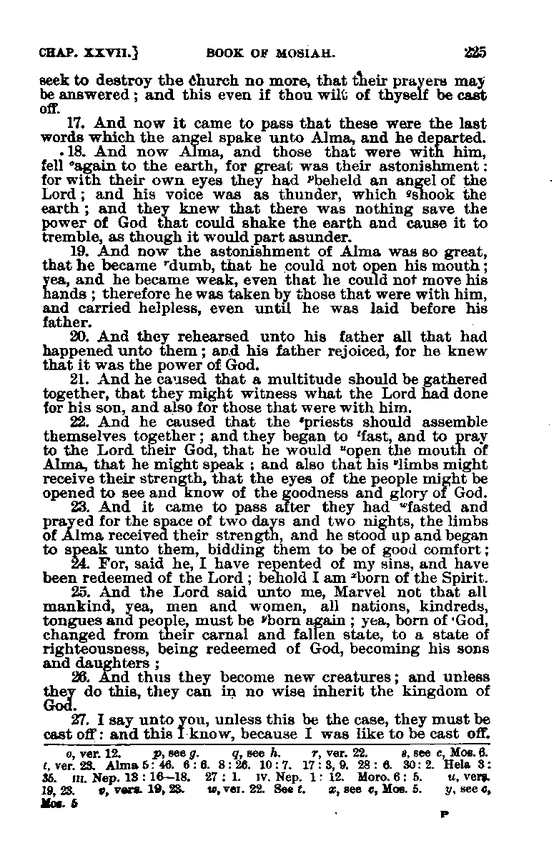 CHAP. XXVII.} BOOK OF MOSIAH. 225
seek to destroy the church no more, that their prayers may
be answered; and this even if thou wilt of thyself be cast
off.
17. And now it came to pass that these were the last
words which the angel spake unto Alma, and he departed.
18. And now Alma, and those that were with him,
fell °again to the earth, for great was their astonishment:
for with their own eyes they had ᵖbeheld an angel of the
Lord; and his voice was as thunder, which ᑫshook the
earth; and they knew that there was nothing save the
power of God that could shake the earth and cause it to
tremble, as though it would part asunder.
19. And now the astonishment of Alma was so great,
that he became ʳdumb, that he could not open his mouth;
yea, and he became weak, even that he could not move his
hands; therefore he was taken by those that were with him,
and carried helpless, even until he was laid before his
father.
20. And they rehearsed unto his father all that had
happened unto them; and his father rejoiced, for he knew
that it was the power of God.
21. And he caused that a multitude should be gathered
together, that they might witness what the Lord had done
for his son, and also for those that were with him.
22. And he caused that the ˢpriests should assemble
themselves together; and they began to ᵗfast, and to pray
to the Lord their God, that he would ᵘopen the mouth of
Alma, that he might speak; and also that his ᵛlimbs might
receive their strength, that the eyes of the people might be
opened to see and know of the goodness and glory of God.
23. And it came to pass after they had ʷfasted and
prayed for the space of two days and two nights, the limbs
of Alma received their strength, and he stood up and began
to speak unto them, bidding them to be of good comfort;
24. For, said he, I have repented of my sins, and have
been redeemed of the Lord; behold I am ˣborn of the Spirit.
25. And the Lord said unto me, Marvel not that all
mankind, yea, men and women, all nations, kindreds,
tongues and people, must be ʸborn again; yea, born of God,
changed from their carnal and fallen state, to a state of
righteousness, being redeemed of God, becoming his sons
and daughters;
26. And thus they become new creatures; and unless
they do this, they can in no wise inherit the kingdom of
God.
27. I say unto you, unless this be the case, they must be
cast off: and this I know, because I was like to be cast off.
o, ver. 12. p, see g. q, see h. r, ver. 22. s, see c, Mos. 6.
t, ver. 23. Alma 5: 46. 6: 6. 8: 26. 10: 7. 17: 3, 9. 28: 6. 30: 2. Hela 3:
35. III. Nep. 13: 16—18. 27: 1. IV. Nep. 1: 12. Moro. 6: 5. u, vers.
19, 23. v, vers. 19, 23. w, ver. 22. See t. x, see c, Mos. 5. y, see c,
Mos. 5
P